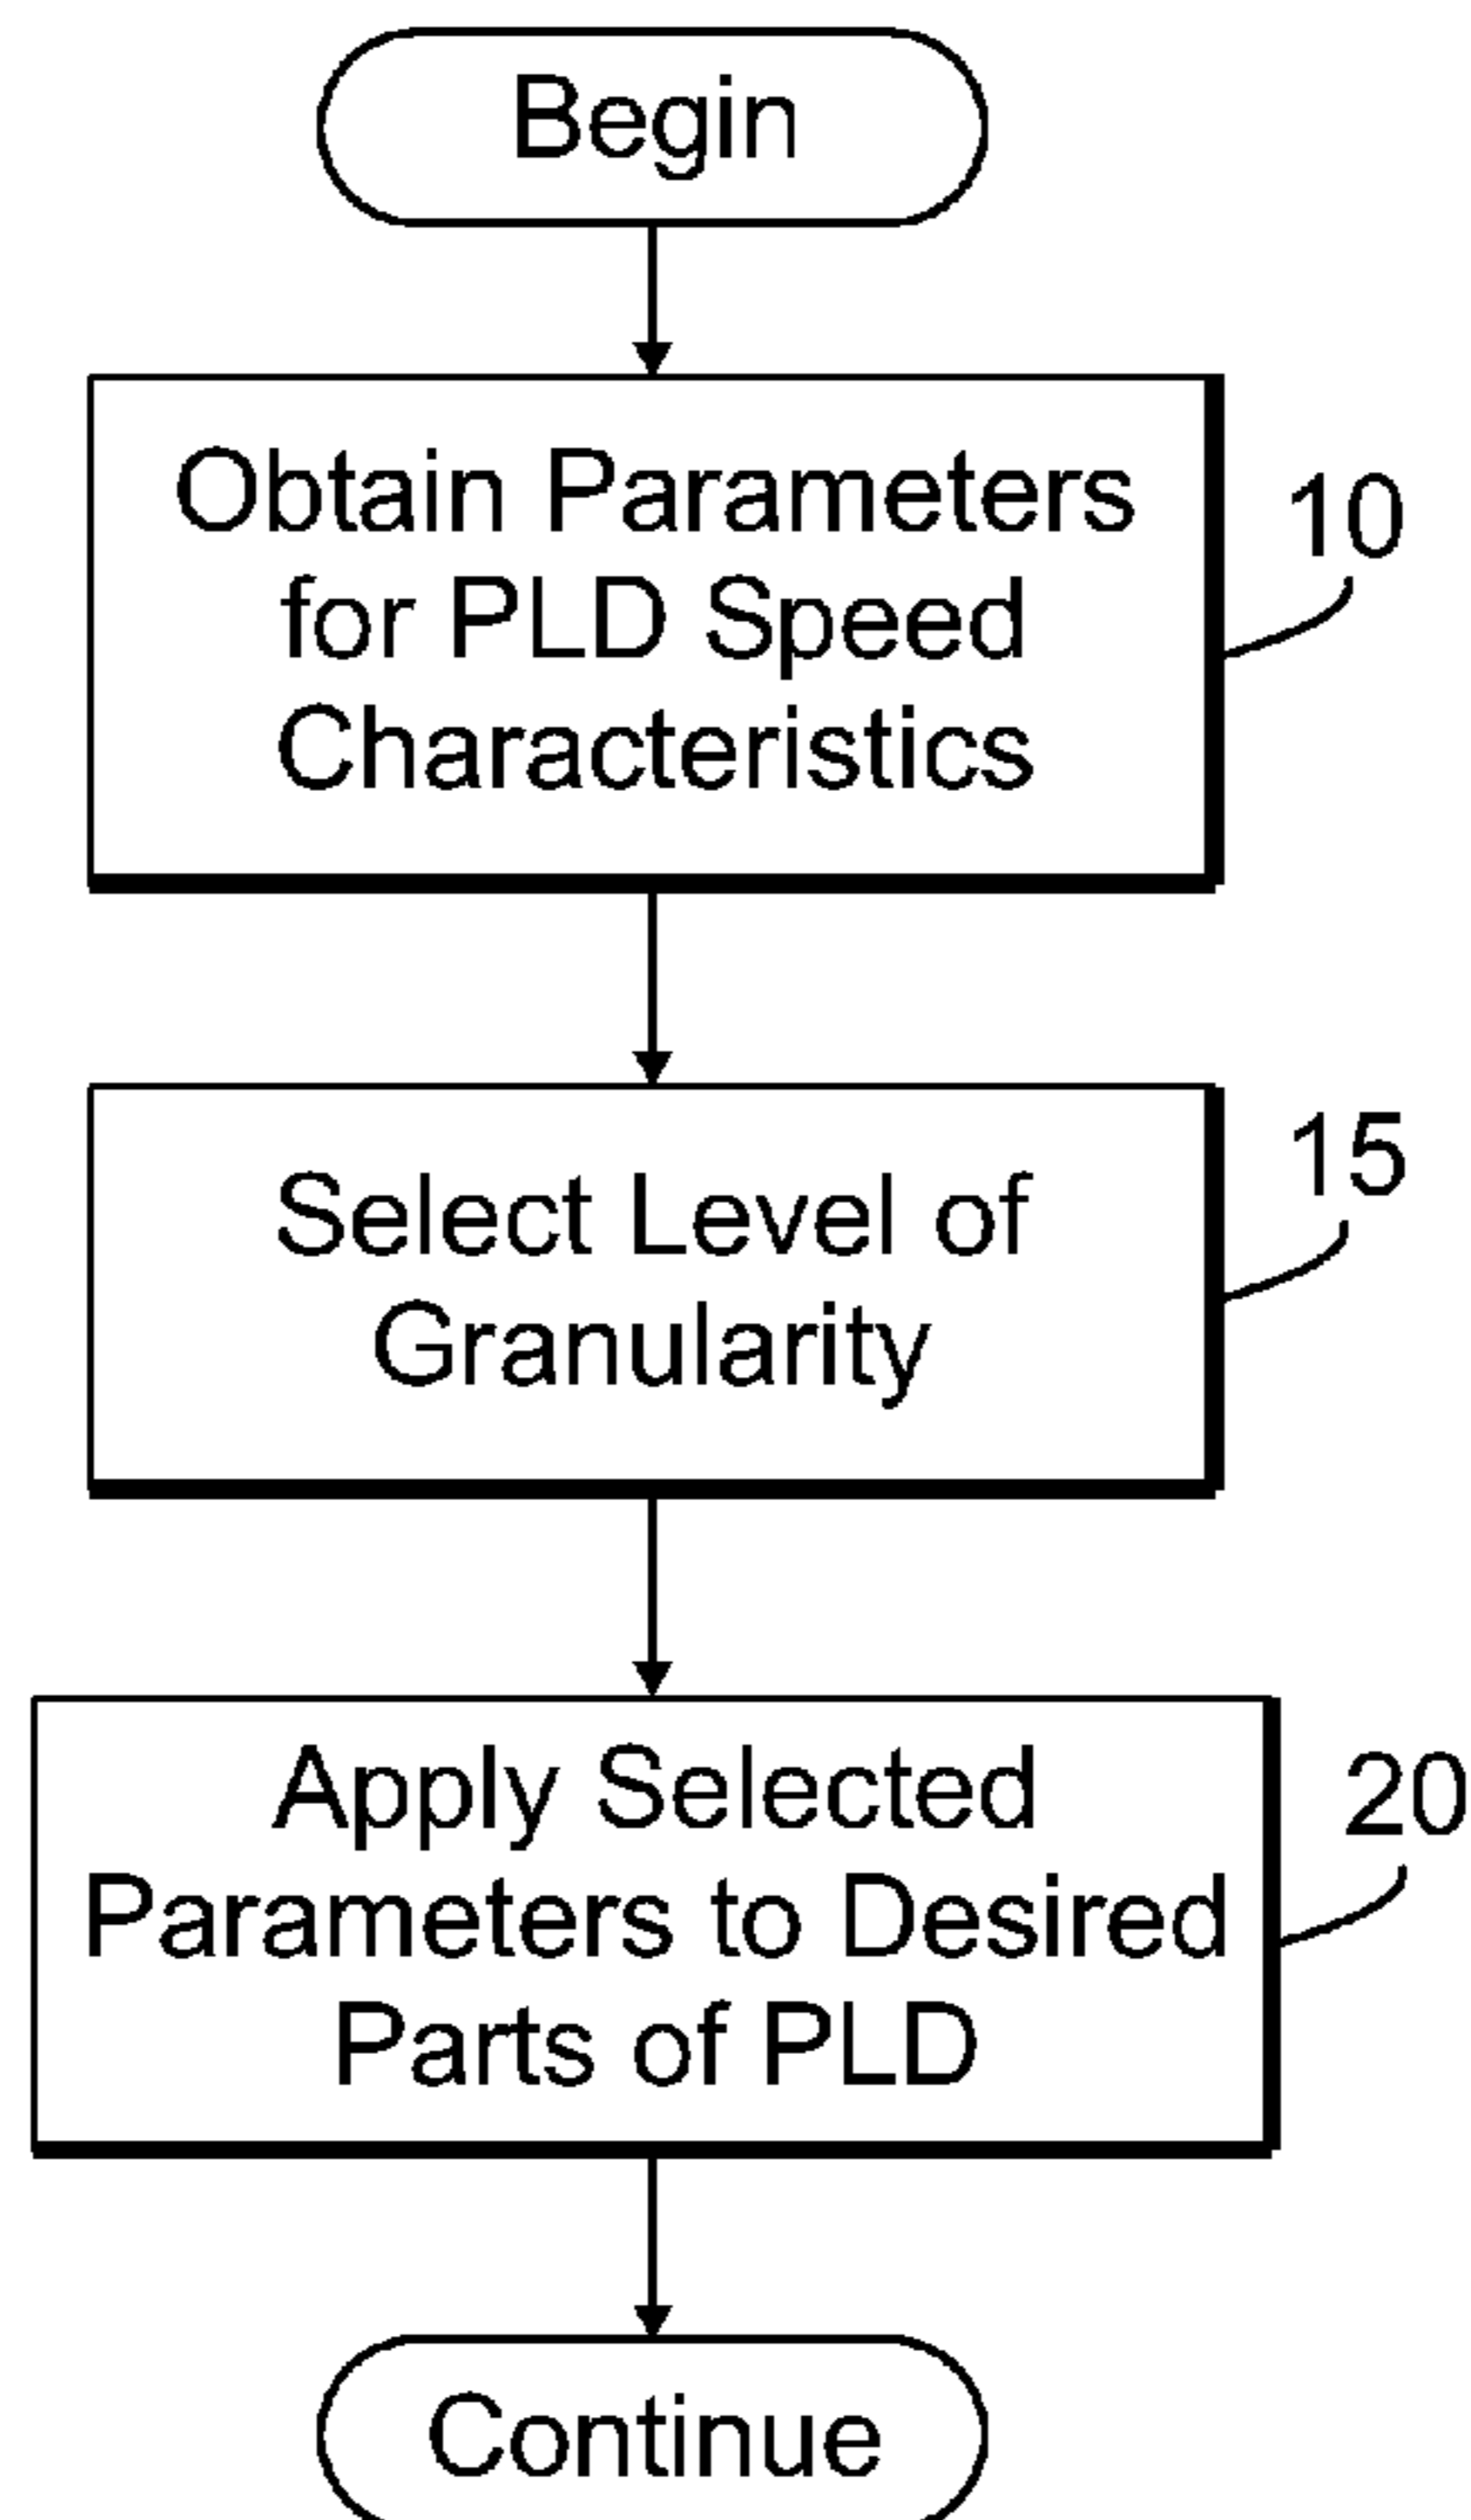 Begin
Obtain Parameters
for PLD Speed
Characteristics
10
Select Level of
Granularity
15
Apply Selected
Parameters to Desired
Parts of PLD
20
Continue